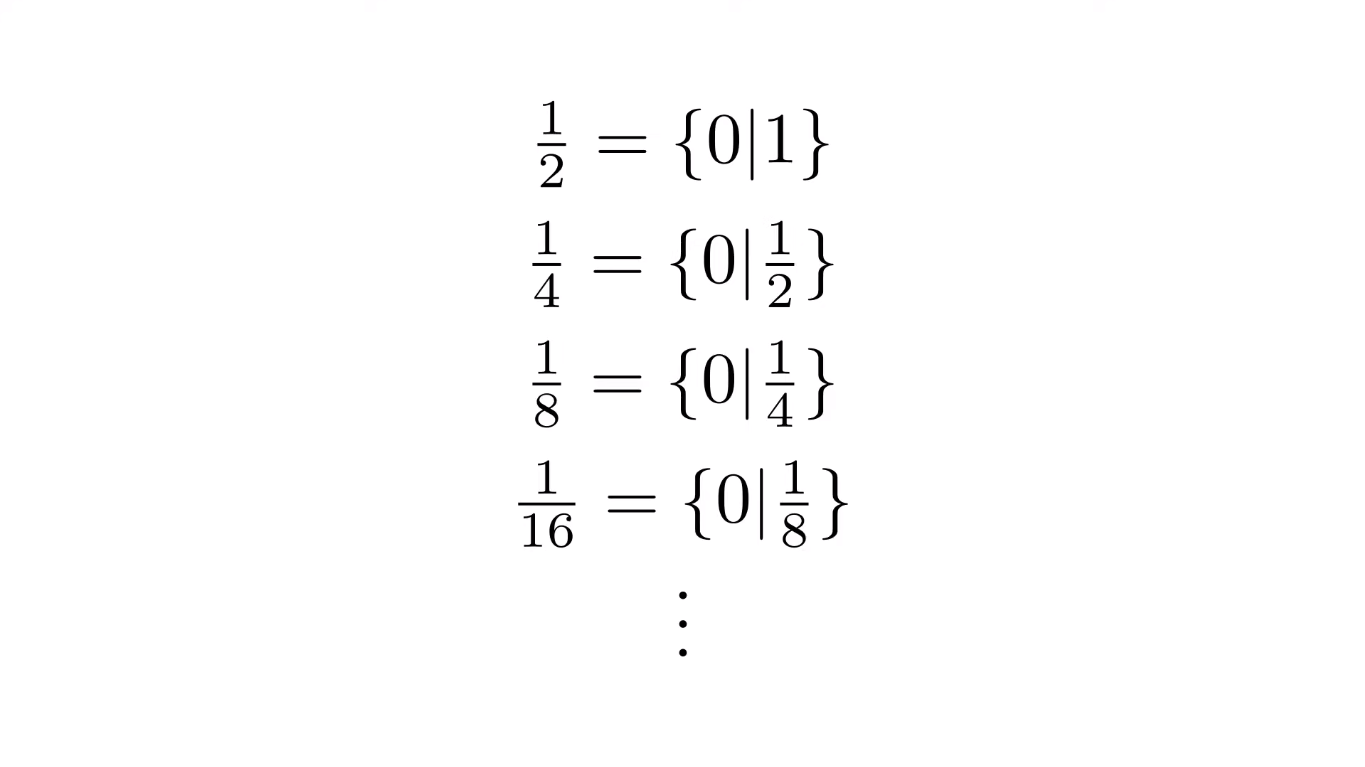 1/2 = {0|1}
1/4 = {0|1/2}
1/8 = {0|1/4}
1/16 = {0|1/8}
⋮